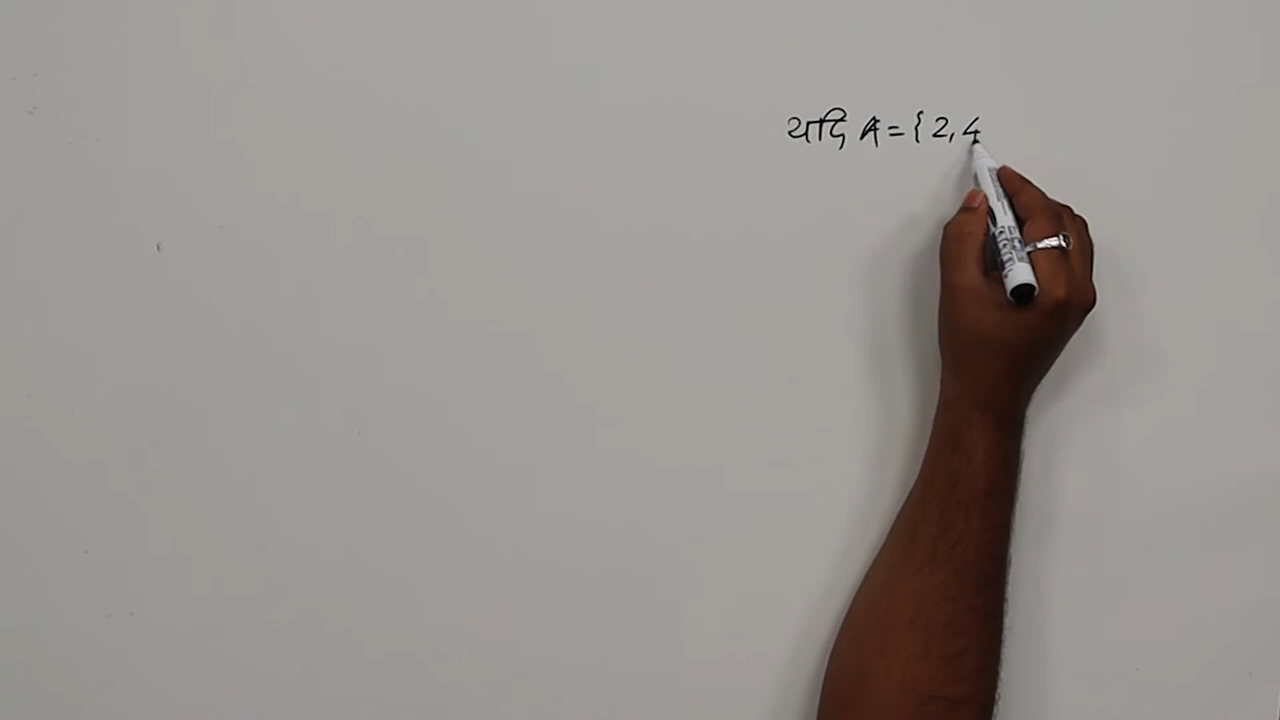 यदि A = { 2, 4